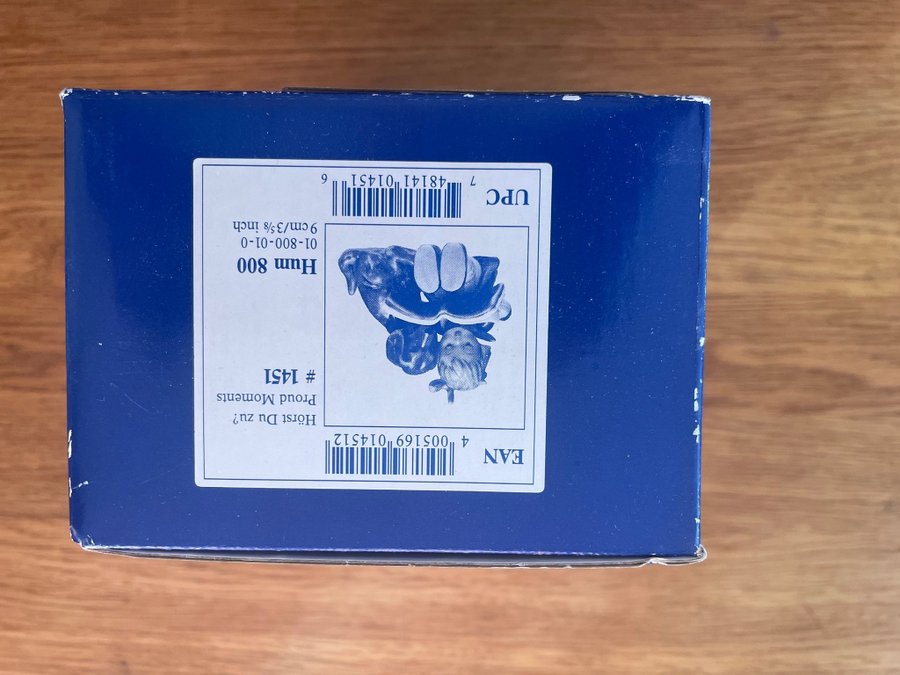 EAN
4 005169 014512
Hörst Du zu?
Proud Moments
# 1451
Hum 800
01-800-01-0
9cm/3⅝ inch
UPC
7 48141 01451 6